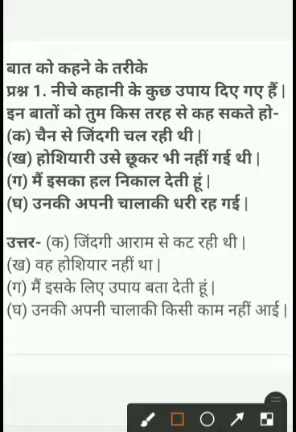 बात को कहने के तरीके
प्रश्न 1. नीचे कहानी के कुछ उपाय दिए गए हैं |
इन बातों को तुम किस तरह से कह सकते हो-
(क) चैन से जिंदगी चल रही थी |
(ख) होशियारी उसे छूकर भी नहीं गई थी |
(ग) मैं इसका हल निकाल देती हूं |
(घ) उनकी अपनी चालाकी धरी रह गई |
उत्तर- (क) जिंदगी आराम से कट रही थी |
(ख) वह होशियार नहीं था |
(ग) मैं इसके लिए उपाय बता देती हूं |
(घ) उनकी अपनी चालाकी किसी काम नहीं आई |